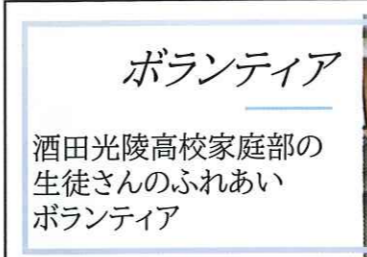 ボランティア
酒田光陵高校家庭部の
生徒さんのふれあい
ボランティア